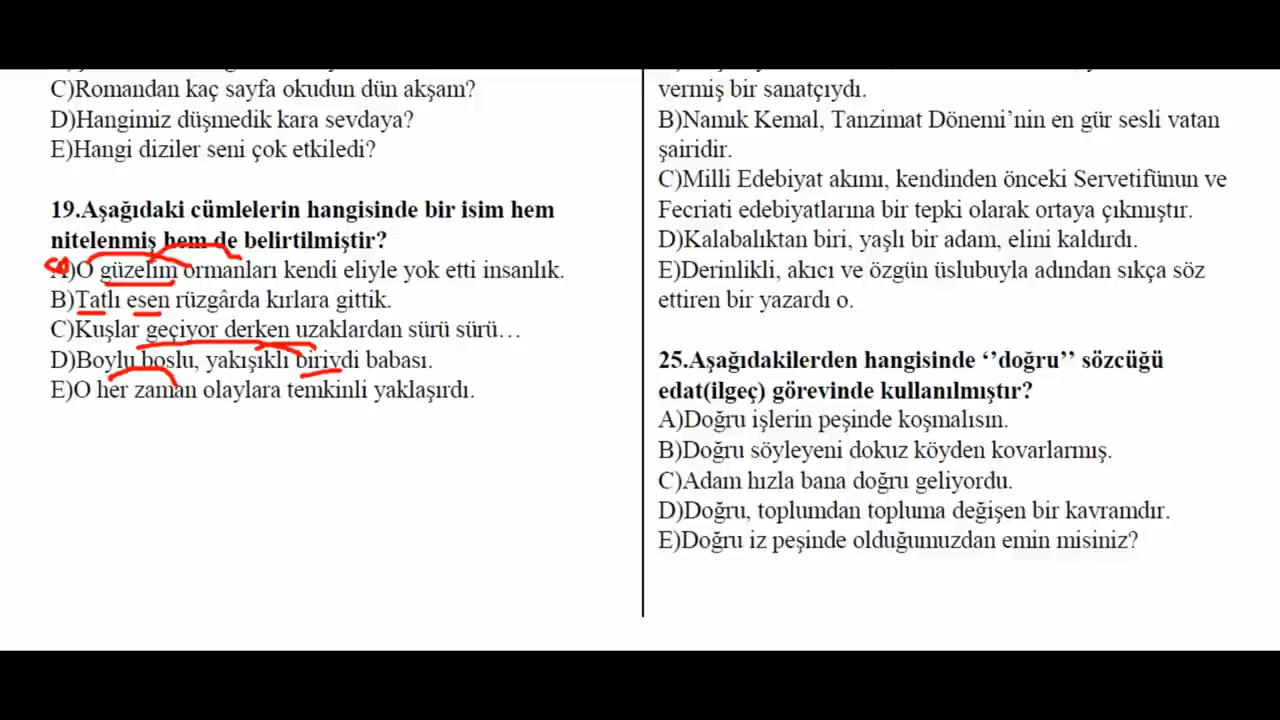 C)Romandan kaç sayfa okudun dün akşam?
D)Hangimiz düşmedik kara sevdaya?
E)Hangi diziler seni çok etkiledi?
19.Aşağıdaki cümlelerin hangisinde bir isim hem
nitelenmiş hem de belirtilmiştir?
A)O güzelim ormanları kendi eliyle yok etti insanlık.
B)Tatlı esen rüzgârda kırlara gittik.
C)Kuşlar geçiyor derken uzaklardan sürü sürü…
D)Boylu boslu, yakışıklı biriydi babası.
E)O her zaman olaylara temkinli yaklaşırdı.
vermiş bir sanatçıydı.
B)Namık Kemal, Tanzimat Dönemi’nin en gür sesli vatan
şairidir.
C)Milli Edebiyat akımı, kendinden önceki Servetifünun ve
Fecriati edebiyatlarına bir tepki olarak ortaya çıkmıştır.
D)Kalabalıktan biri, yaşlı bir adam, elini kaldırdı.
E)Derinlikli, akıcı ve özgün üslubuyla adından sıkça söz
ettiren bir yazardı o.
25.Aşağıdakilerden hangisinde ‘’doğru’’ sözcüğü
edat(ilgeç) görevinde kullanılmıştır?
A)Doğru işlerin peşinde koşmalısın.
B)Doğru söyleyeni dokuz köyden kovarlarmış.
C)Adam hızla bana doğru geliyordu.
D)Doğru, toplumdan topluma değişen bir kavramdır.
E)Doğru iz peşinde olduğumuzdan emin misiniz?